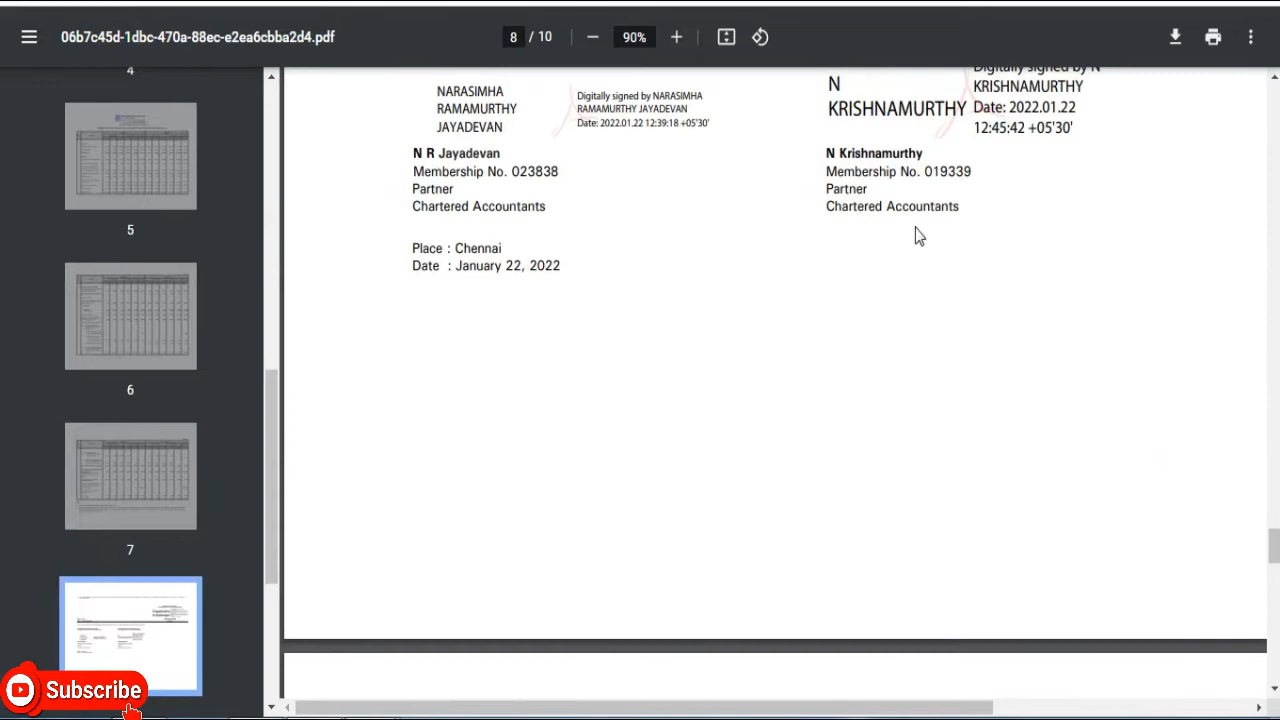 06b7c45d-1dbc-470a-88ec-e2ea6cbba2d4.pdf
8 / 10
90%
4
5
6
7
NARASIMHA
RAMAMURTHY
JAYADEVAN
Digitally signed by NARASIMHA
RAMAMURTHY JAYADEVAN
Date: 2022.01.22 12:39:18 +05'30'
N R Jayadevan
Membership No. 023838
Partner
Chartered Accountants
Place : Chennai
Date : January 22, 2022
N
KRISHNAMURTHY
Digitally signed by N
KRISHNAMURTHY
Date: 2022.01.22
12:45:42 +05'30'
N Krishnamurthy
Membership No. 019339
Partner
Chartered Accountants
Subscribe